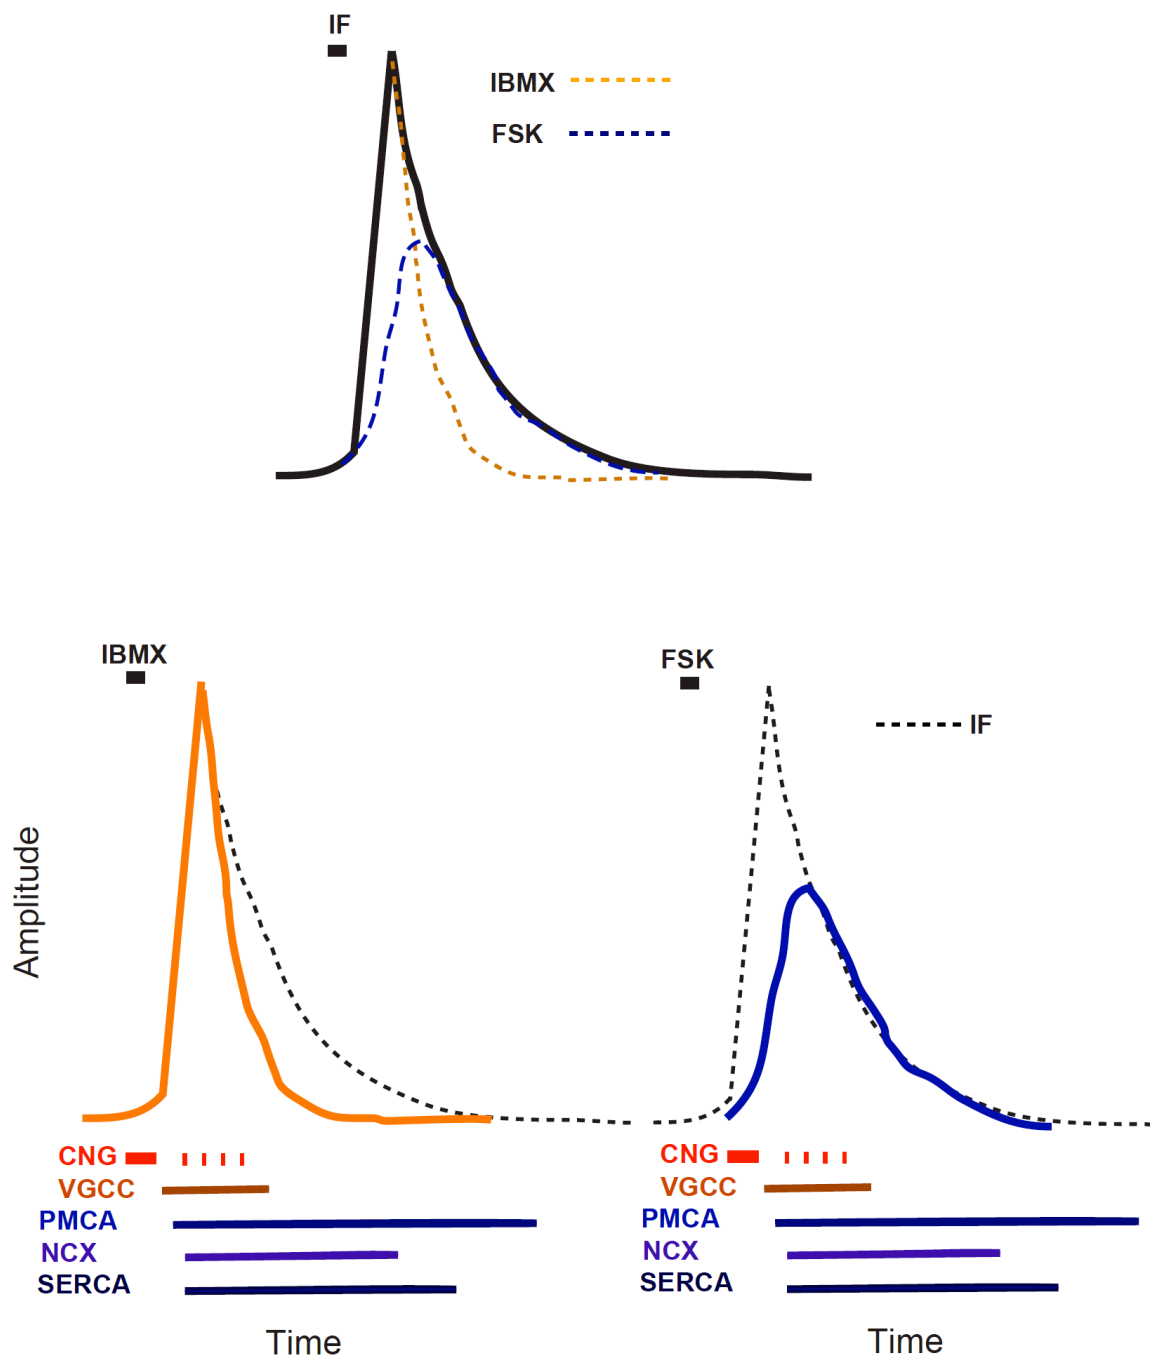 IF
IBMX
FSK
IBMX
FSK
IF
Amplitude
CNG
VGCC
PMCA
NCX
SERCA
Time
CNG
VGCC
PMCA
NCX
SERCA
Time